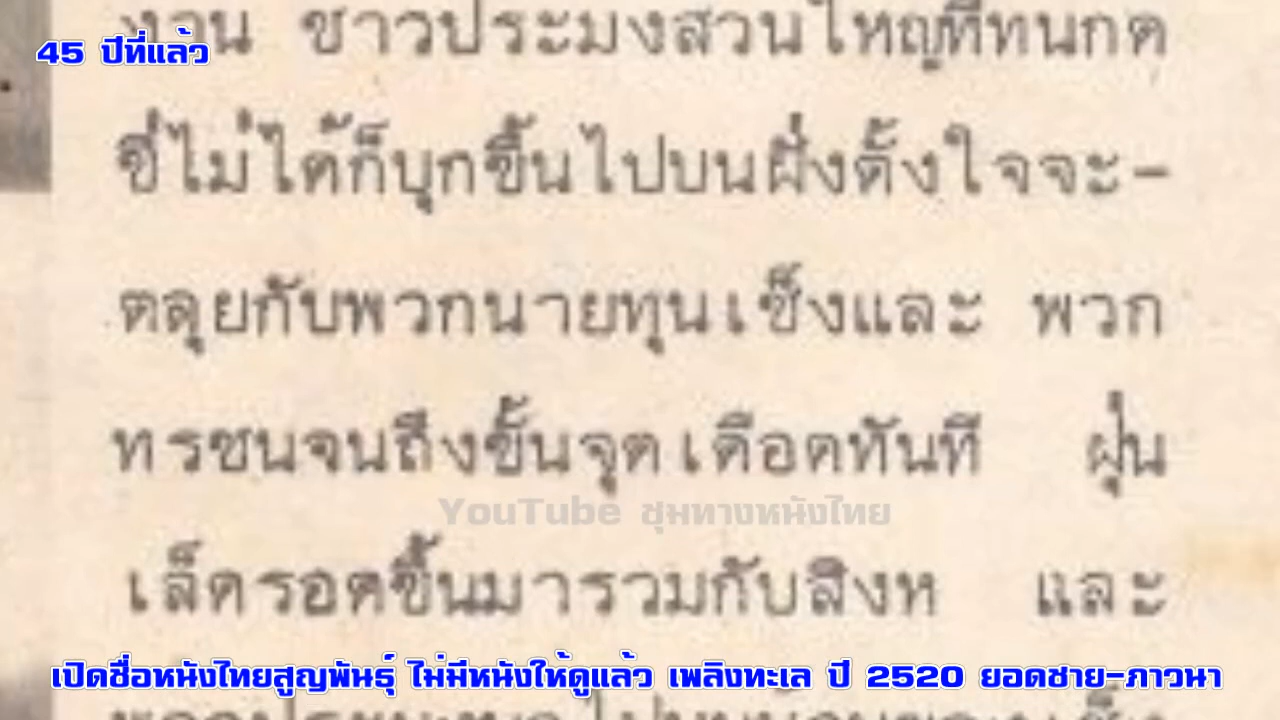 ชาวประมงส่วนใหญ่ที่ทนกด
45 ปีที่แล้ว
ขี่ไม่ได้ก็บุกขึ้นไปบนฝั่งตั้งใจจะ-
ตลุยกับพวกนายทุนเซ็งและ พวก
ทรชนจนถึงขั้นจุดเดือดทันที ฝุ่น
YouTube ชุมทางหนังไทย
เล็ดรอดขึ้นมารวมกับสิงห และ
เปิดชื่อหนังไทยสูญพันธุ์ ไม่มีหนังให้ดูแล้ว เพลิงทะเล ปี 2520 ยอดชาย-ภาวนา